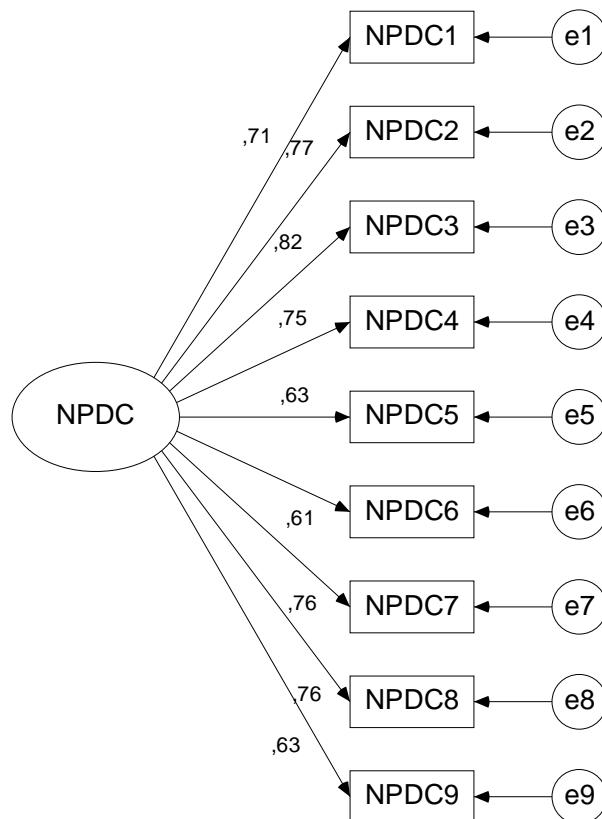 NPDC1
e1
,71
,77
NPDC2
e2
,82
NPDC3
e3
,75
NPDC4
e4
NPDC
,63
NPDC5
e5
NPDC6
e6
,61
,76
NPDC7
e7
,76
NPDC8
e8
,63
NPDC9
e9